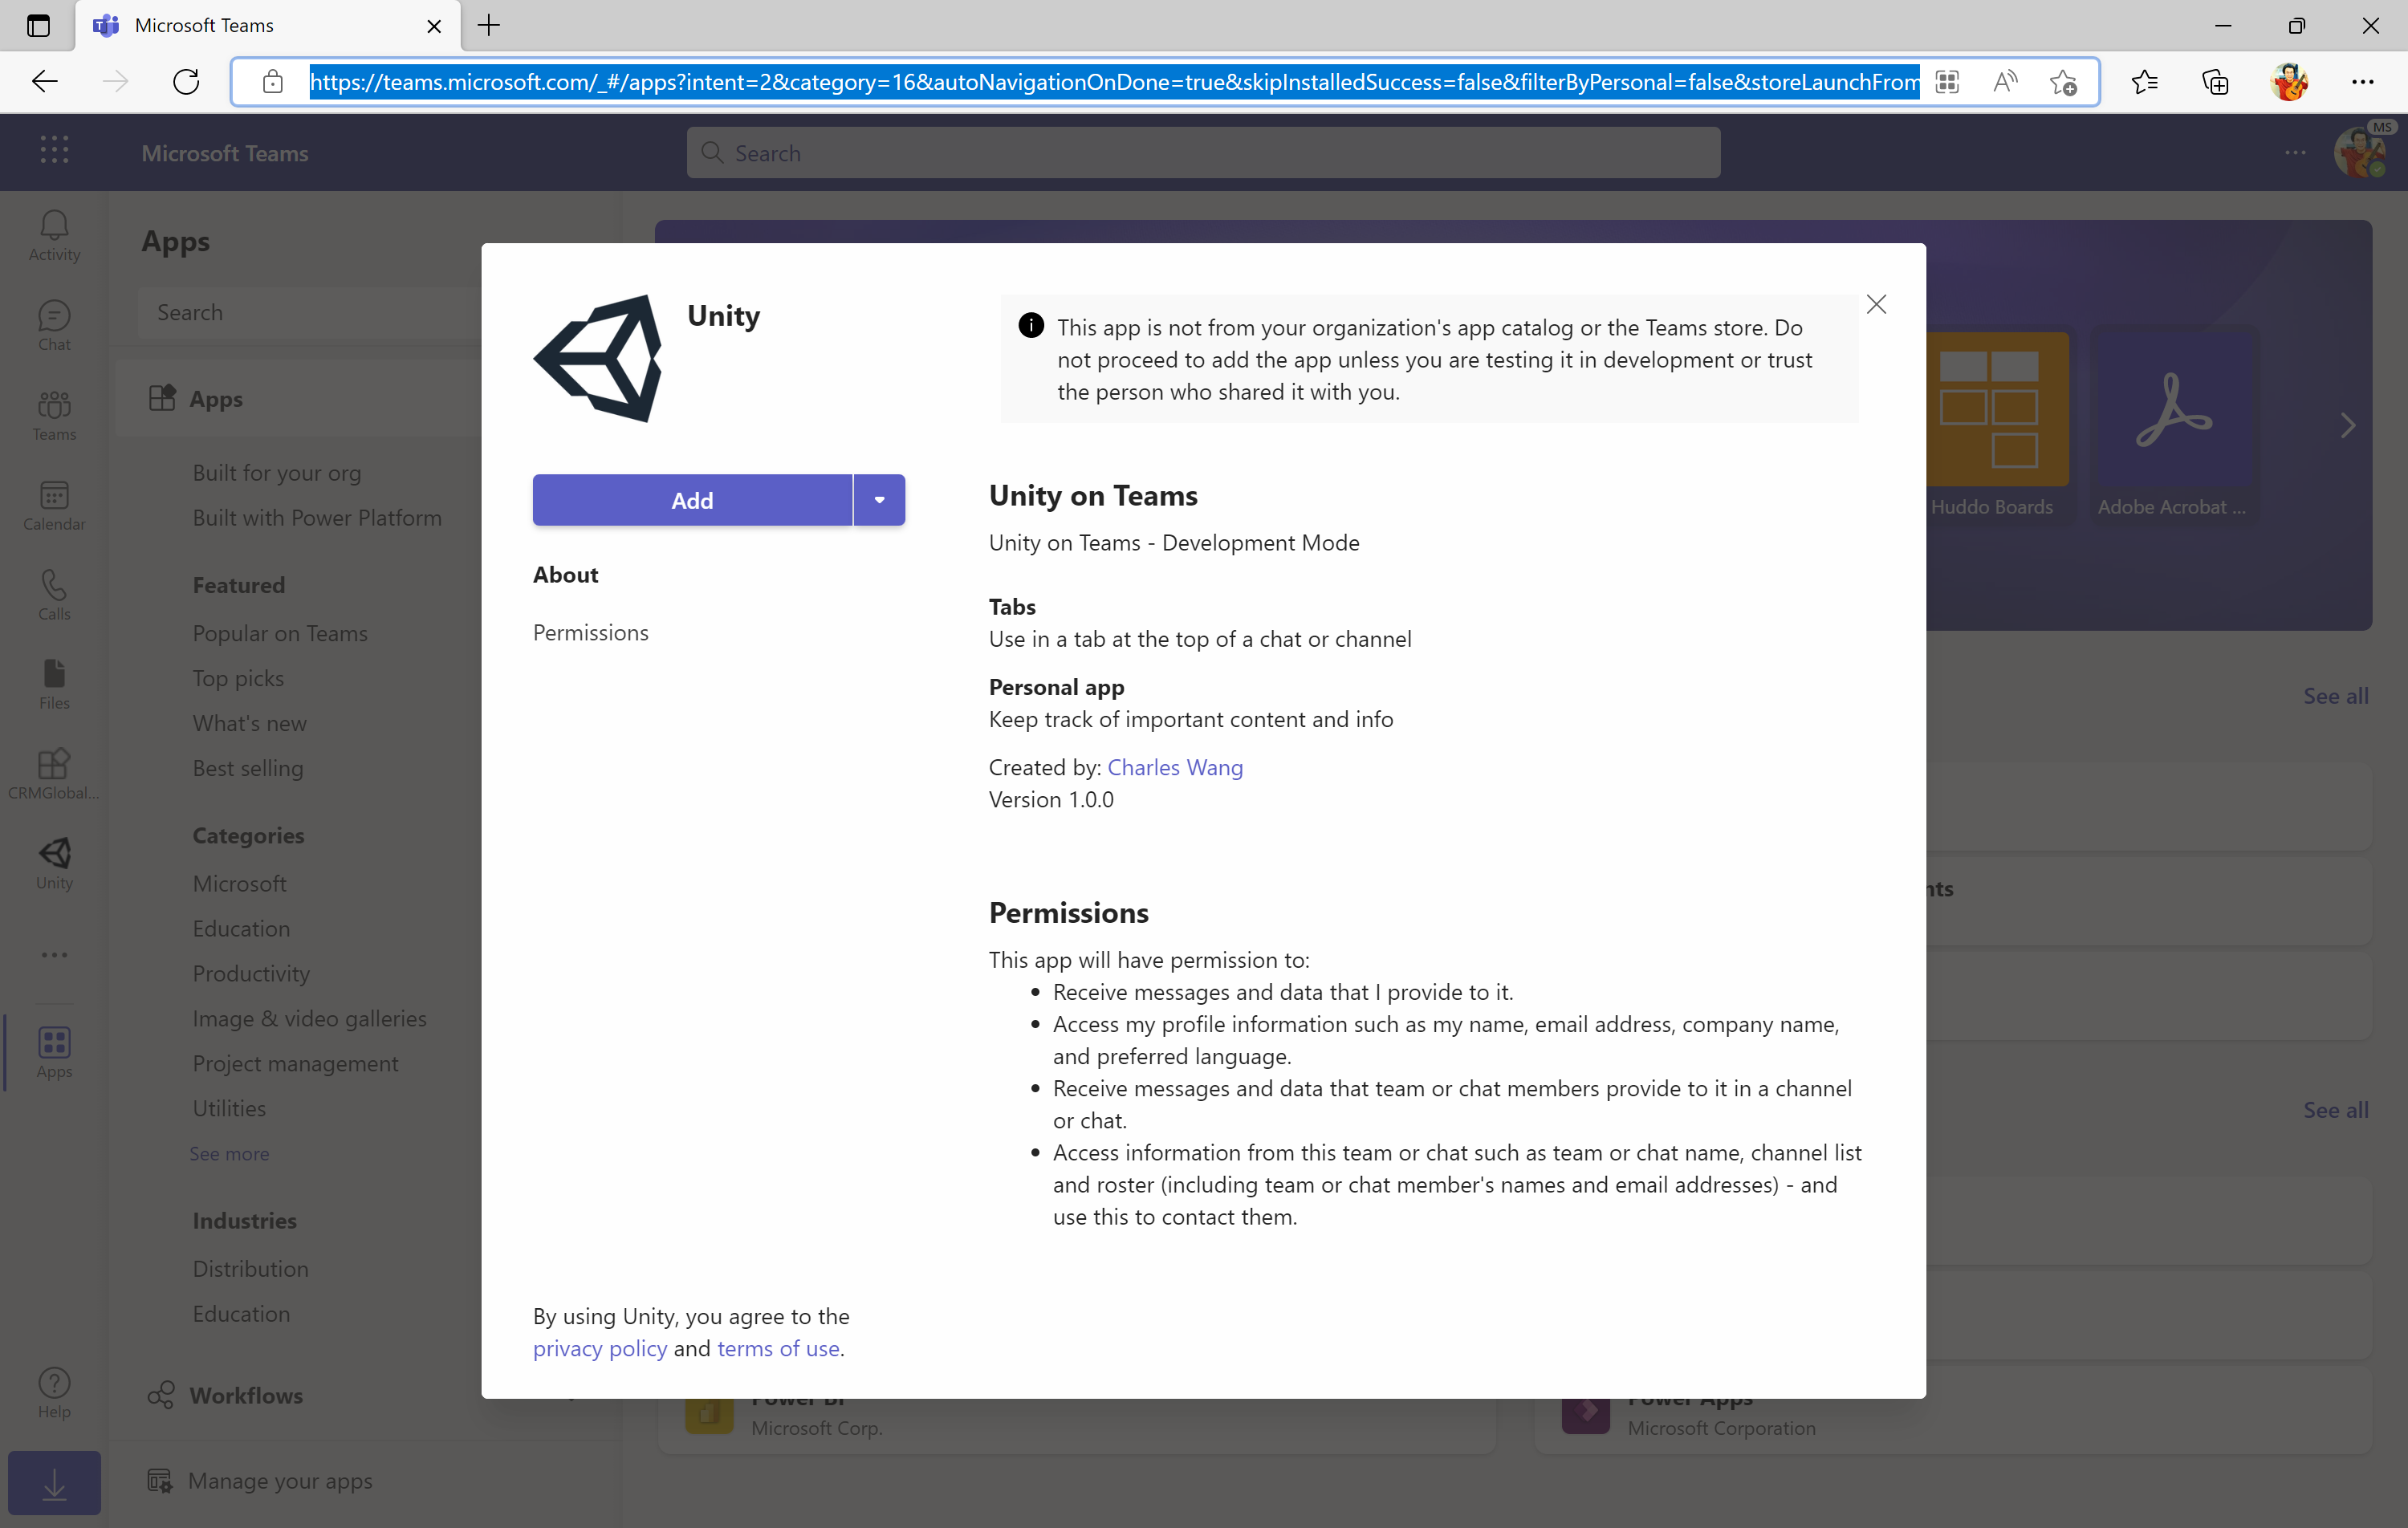 Microsoft Teams
https://teams.microsoft.com/_#/apps?intent=2&category=16&autoNavigationOnDone=true&skipInstalledSuccess=false&filterByPersonal=false&storeLaunchFrom
Microsoft Teams
Search
MS
Activity
Chat
Teams
Calendar
Calls
Files
CRMGlobal...
Unity
Apps
Help
Apps
Search
Apps
Built for your org
Built with Power Platform
Featured
Popular on Teams
Top picks
What's new
Best selling
Categories
Microsoft
Education
Productivity
Image & video galleries
Project management
Utilities
See more
Industries
Distribution
Education
Workflows
Manage your apps
Unity
Add
About
Permissions
By using Unity, you agree to the
privacy policy and terms of use.
This app is not from your organization's app catalog or the Teams store. Do
not proceed to add the app unless you are testing it in development or trust
the person who shared it with you.
Unity on Teams
Unity on Teams - Development Mode
Tabs
Use in a tab at the top of a chat or channel
Personal app
Keep track of important content and info
Created by: Charles Wang
Version 1.0.0
Permissions
This app will have permission to:
• Receive messages and data that I provide to it.
• Access my profile information such as my name, email address, company name,
and preferred language.
• Receive messages and data that team or chat members provide to it in a channel
or chat.
• Access information from this team or chat such as team or chat name, channel list
and roster (including team or chat member's names and email addresses) - and
use this to contact them.
Huddo Boards
Adobe Acrobat ...
See all
See all
Power BI
Microsoft Corp.
Power Apps
Microsoft Corporation